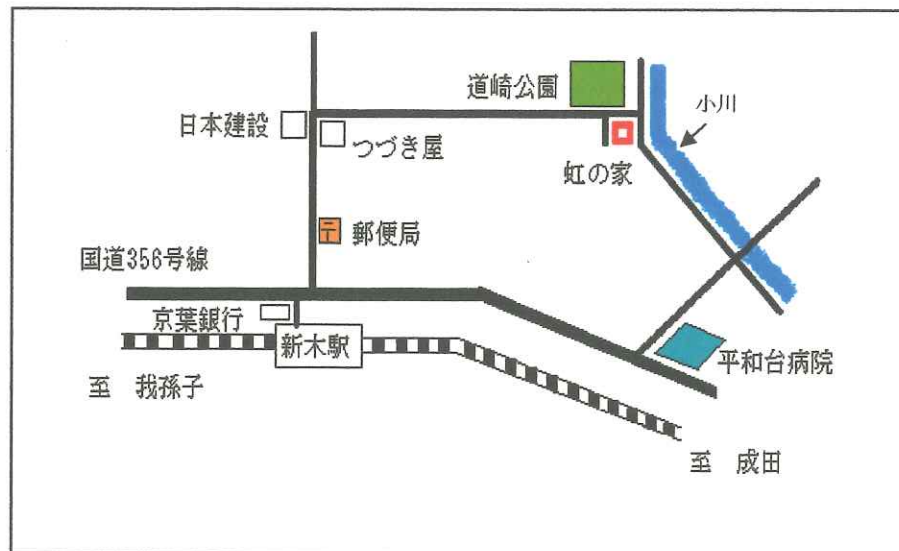 道崎公園
小川
日本建設
つづき屋
虹の家
〒
郵便局
国道356号線
京葉銀行
新木駅
平和台病院
至 我孫子
至 成田